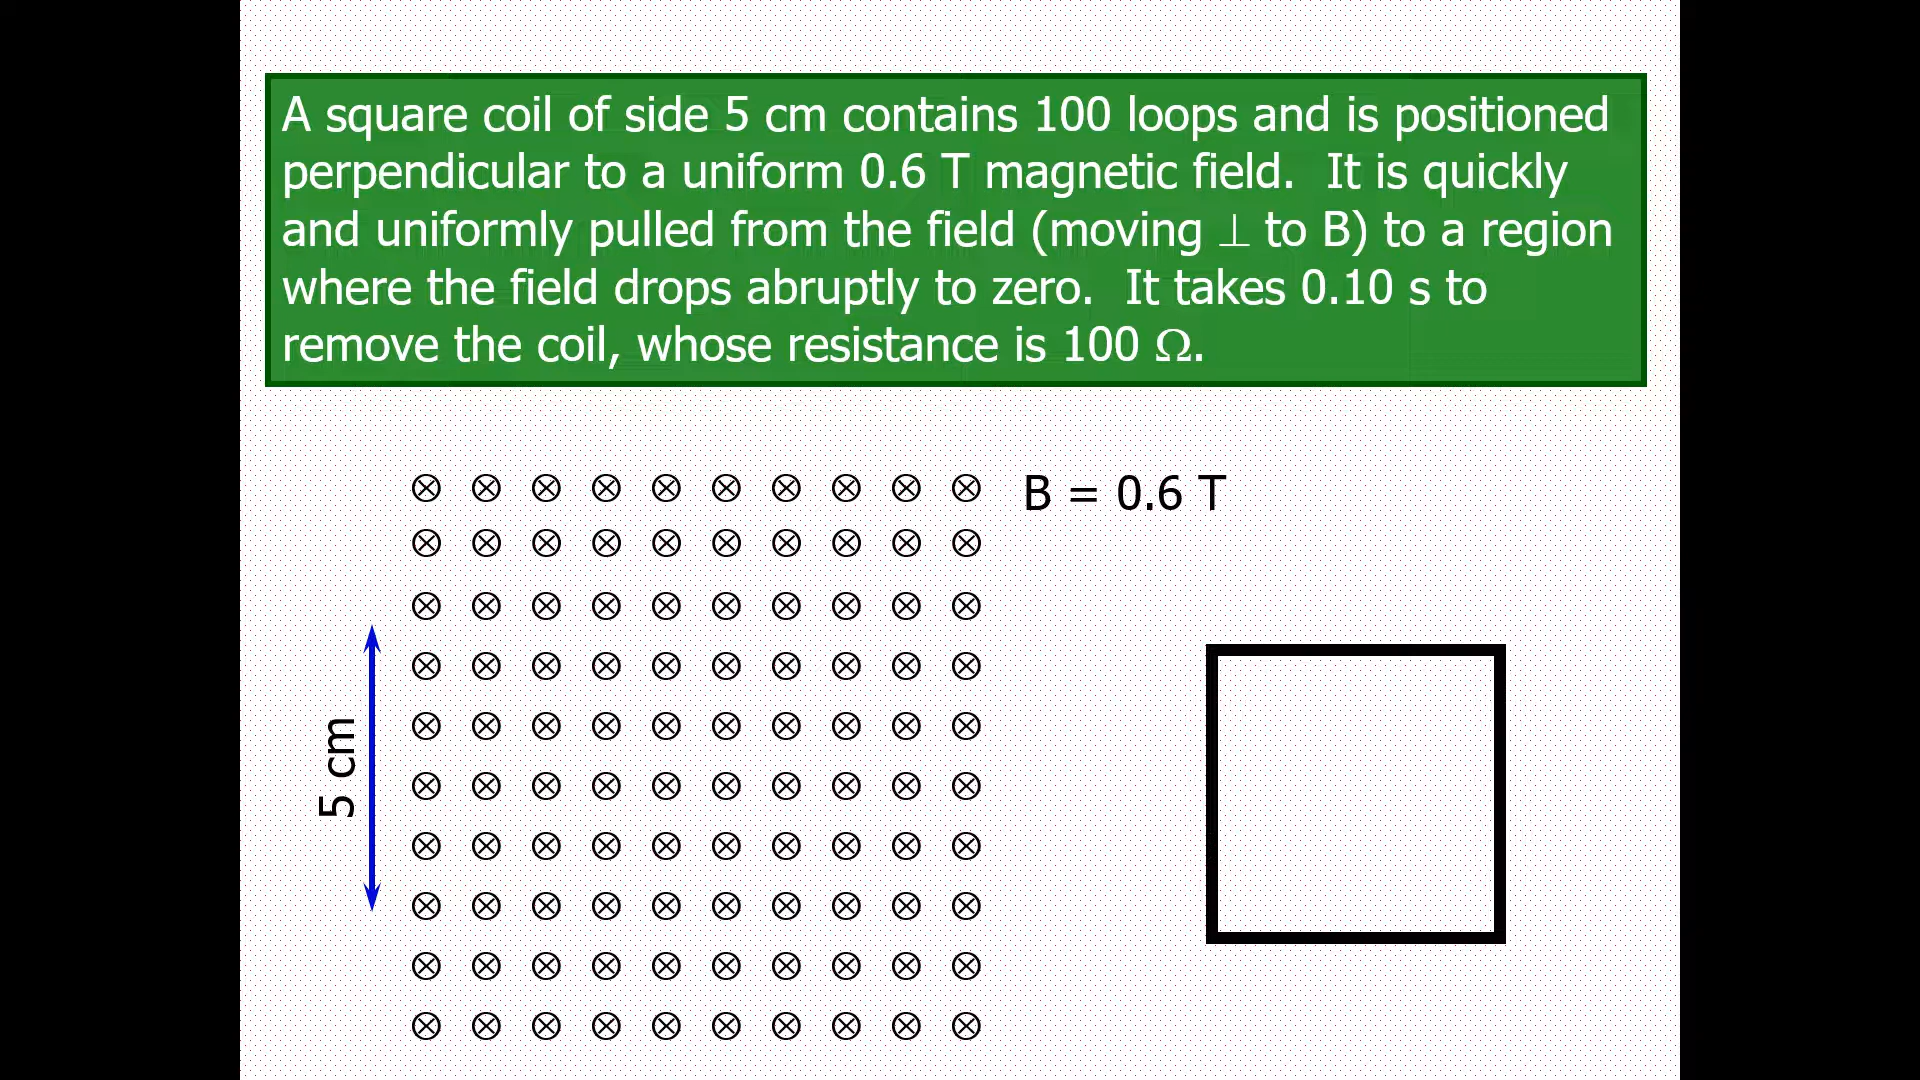 A square coil of side 5 cm contains 100 loops and is positioned
perpendicular to a uniform 0.6 T magnetic field.  It is quickly
and uniformly pulled from the field (moving ⊥ to B) to a region
where the field drops abruptly to zero.  It takes 0.10 s to
remove the coil, whose resistance is 100 Ω.
B = 0.6 T
5 cm